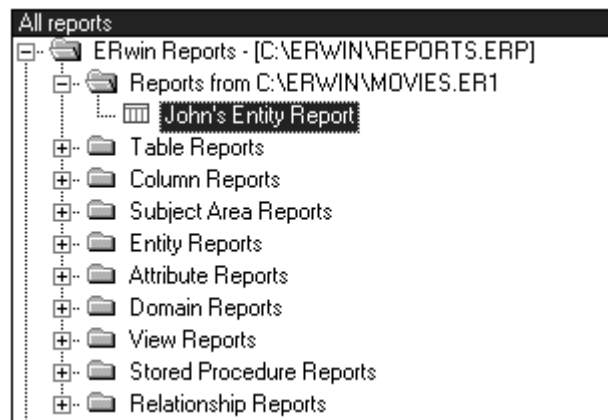 All reports
ERwin Reports - [C:\ERWIN\REPORTS.ERP]
Reports from C:\ERWIN\MOVIES.ER1
John's Entity Report
Table Reports
Column Reports
Subject Area Reports
Entity Reports
Attribute Reports
Domain Reports
View Reports
Stored Procedure Reports
Relationship Reports